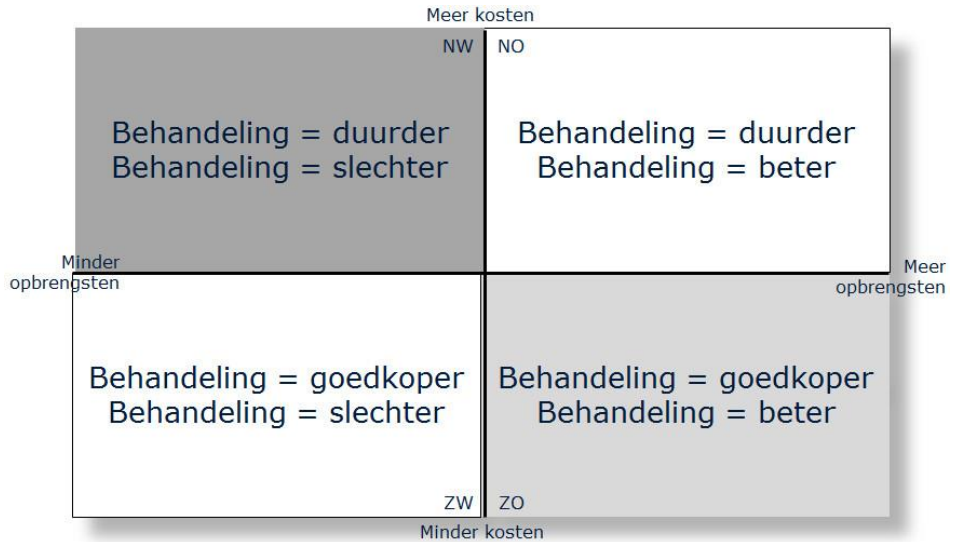 Meer kosten
NW
NO
Behandeling = duurder
Behandeling = slechter
Behandeling = duurder
Behandeling = beter
Minder
opbrengsten
Meer
opbrengsten
Behandeling = goedkoper
Behandeling = slechter
Behandeling = goedkoper
Behandeling = beter
ZW
ZO
Minder kosten